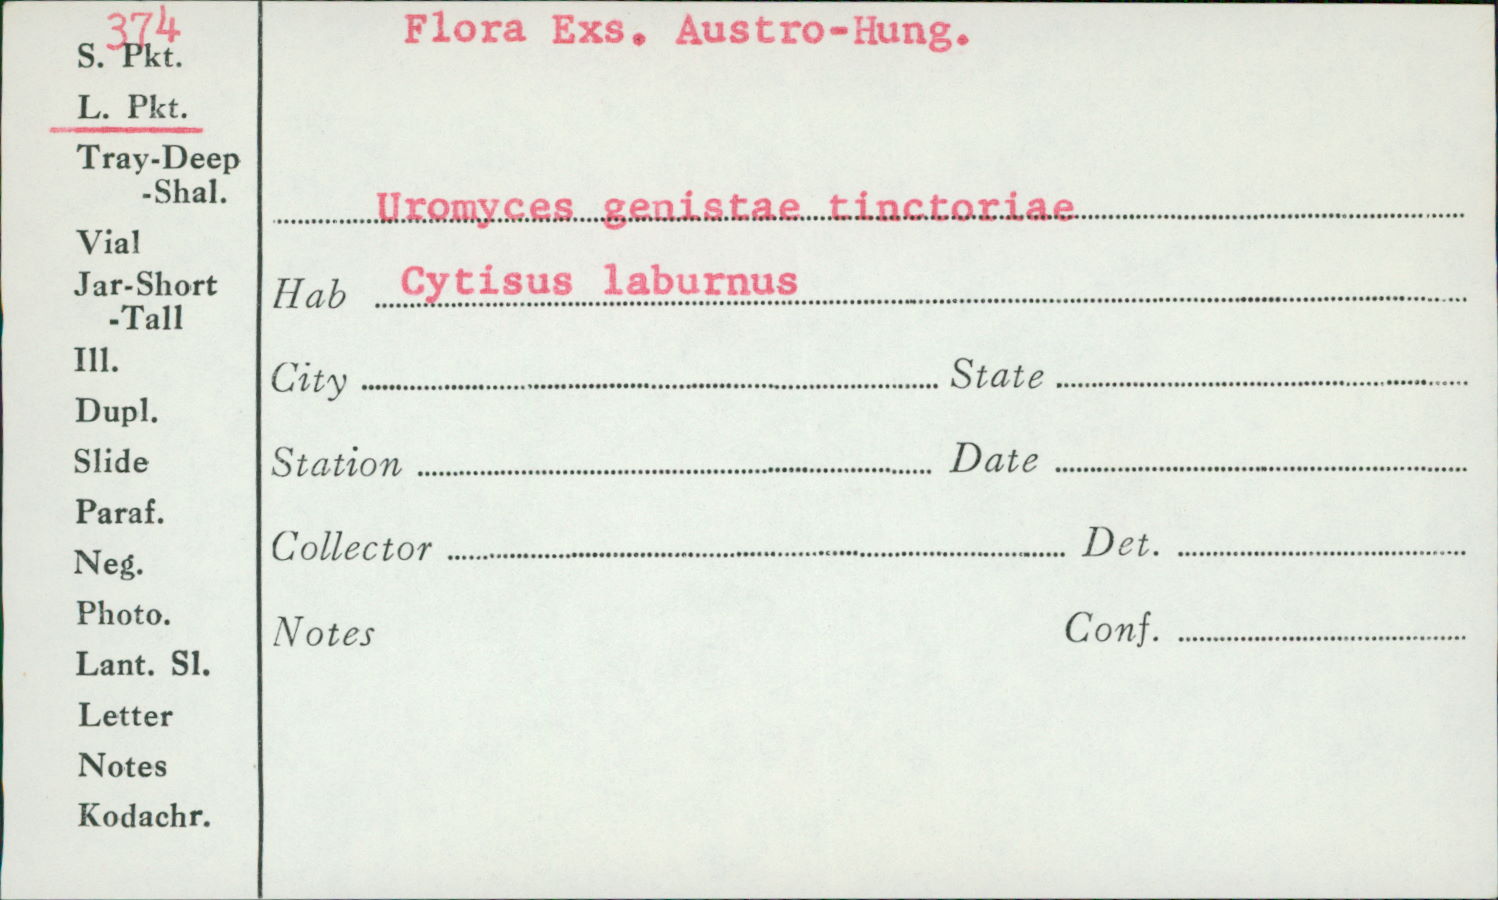 374
S. Pkt.
L. Pkt.
Tray-Deep
-Shal.
Vial
Jar-Short
-Tall
Ill.
Dupl.
Slide
Paraf.
Neg.
Photo.
Lant. Sl.
Letter
Notes
Kodachr.
Flora Exs. Austro-Hung.
Uromyces genistae tinctoriae
Hab Cytisus laburnus
City State
Station Date
Collector Det.
Notes Conf.